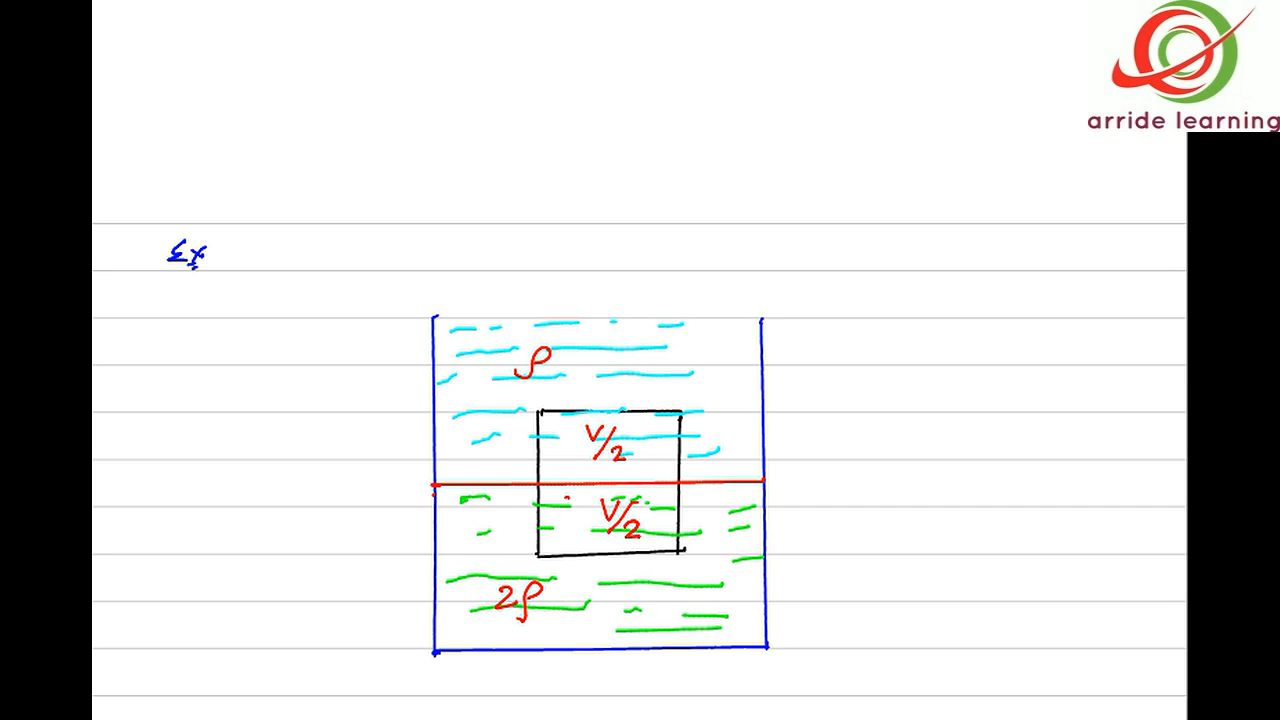 arride learning
Ex
ρ
V/2
V/2
2ρ